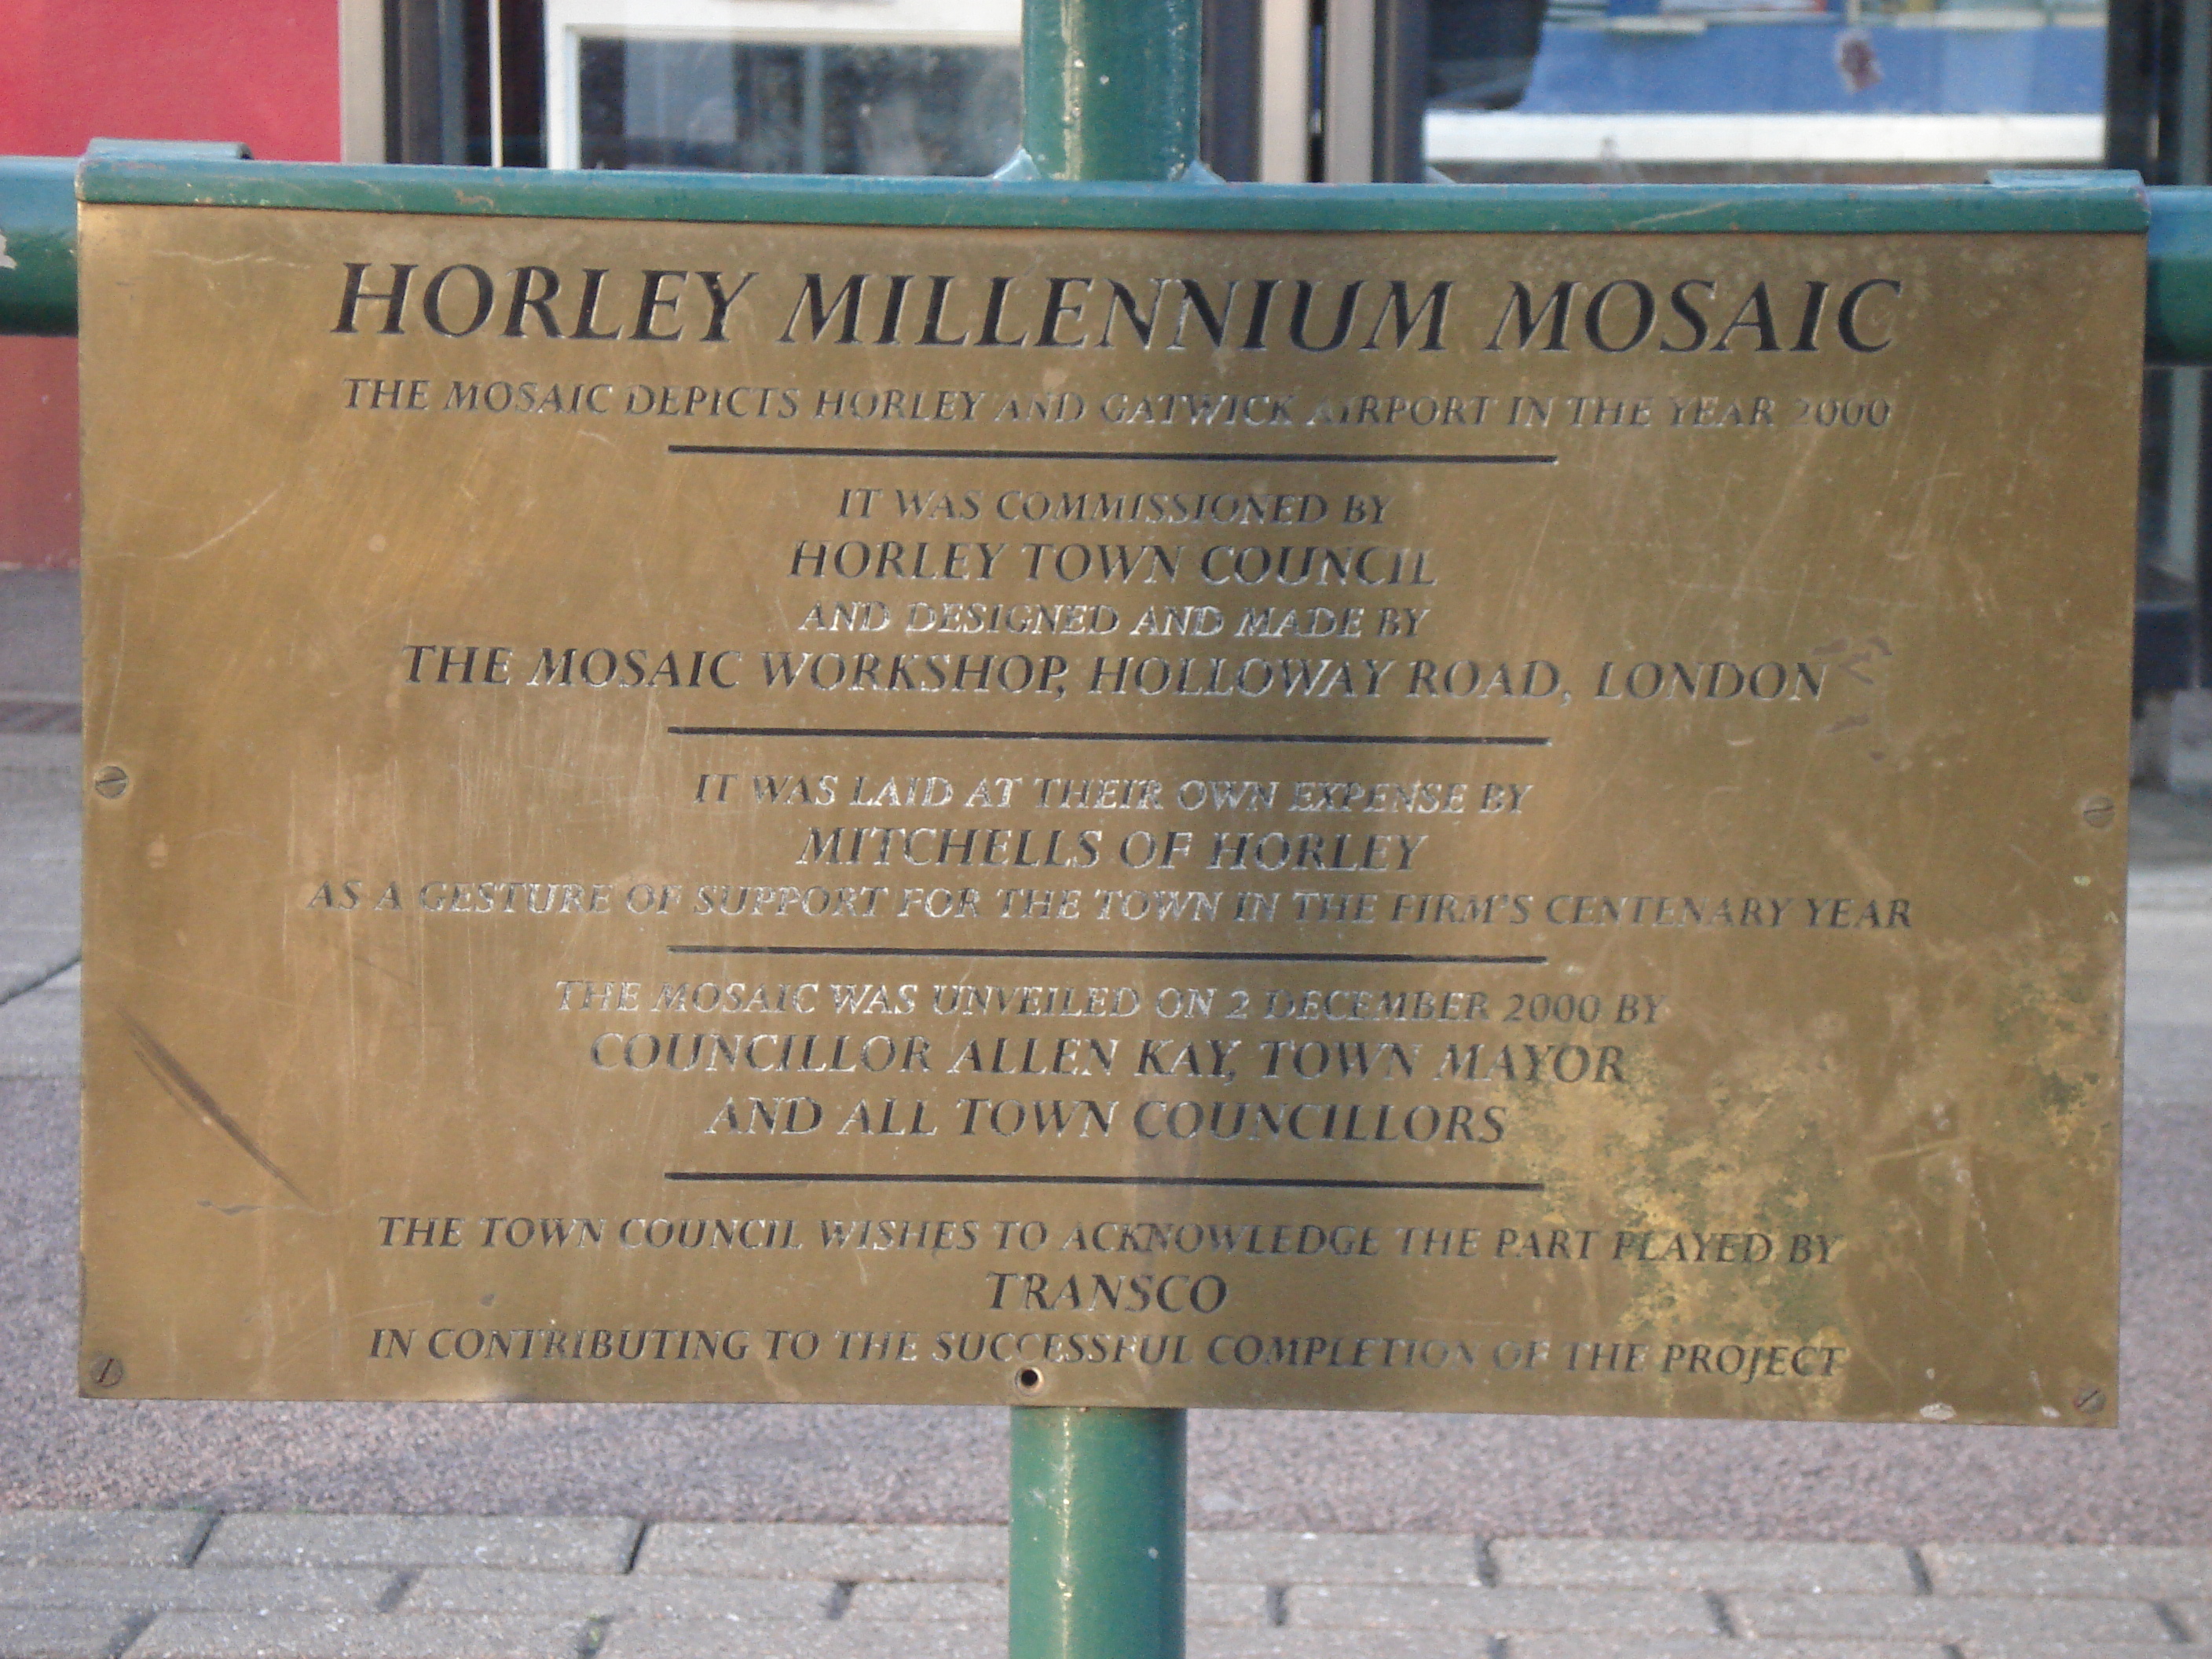 HORLEY MILLENNIUM MOSAIC
THE MOSAIC DEPICTS HORLEY AND GATWICK AIRPORT IN THE YEAR 2000
IT WAS COMMISSIONED BY
HORLEY TOWN COUNCIL
AND DESIGNED AND MADE BY
THE MOSAIC WORKSHOP, HOLLOWAY ROAD, LONDON
IT WAS LAID AT THEIR OWN EXPENSE BY
MITCHELLS OF HORLEY
AS A GESTURE OF SUPPORT FOR THE TOWN IN THE FIRM'S CENTENARY YEAR
THE MOSAIC WAS UNVEILED ON 2 DECEMBER 2000 BY
COUNCILLOR ALLEN KAY, TOWN MAYOR
AND ALL TOWN COUNCILLORS
THE TOWN COUNCIL WISHES TO ACKNOWLEDGE THE PART PLAYED BY
TRANSCO
IN CONTRIBUTING TO THE SUCCESSFUL COMPLETION OF THE PROJECT